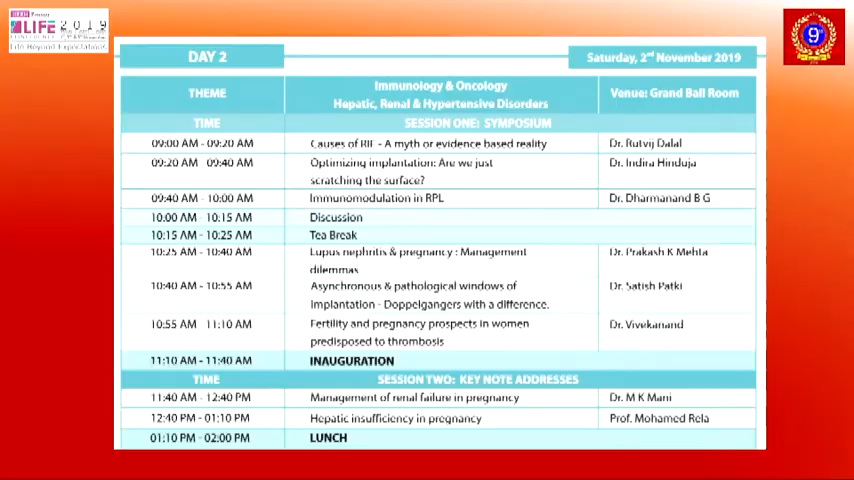 LIFE 2019
CONFERENCE
Life Beyond Expectations
9
DAY 2
Saturday, 2nd November 2019
THEME
Immunology & Oncology
Hepatic, Renal & Hypertensive Disorders
Venue: Grand Ball Room
TIME SESSION ONE: SYMPOSIUM
09:00 AM - 09:20 AM Causes of RIF - A myth or evidence based reality Dr. Rutvij Dalal
09:20 AM - 09:40 AM Optimizing implantation: Are we just Dr. Indira Hinduja
scratching the surface?
09:40 AM - 10:00 AM Immunomodulation in RPL Dr. Dharmanand B G
10:00 AM - 10:15 AM Discussion
10:15 AM - 10:25 AM Tea Break
10:25 AM - 10:40 AM Lupus nephritis & pregnancy : Management Dr. Prakash K Mehta
dilemmas
10:40 AM - 10:55 AM Asynchronous & pathological windows of Dr. Satish Patki
Implantation - Doppelgangers with a difference.
10:55 AM - 11:10 AM Fertility and pregnancy prospects in women Dr. Vivekanand
predisposed to thrombosis
11:10 AM - 11:40 AM INAUGURATION
TIME SESSION TWO: KEY NOTE ADDRESSES
11:40 AM - 12:40 PM Management of renal failure in pregnancy Dr. M K Mani
12:40 PM - 01:10 PM Hepatic insufficiency in pregnancy Prof. Mohamed Rela
01:10 PM - 02:00 PM LUNCH